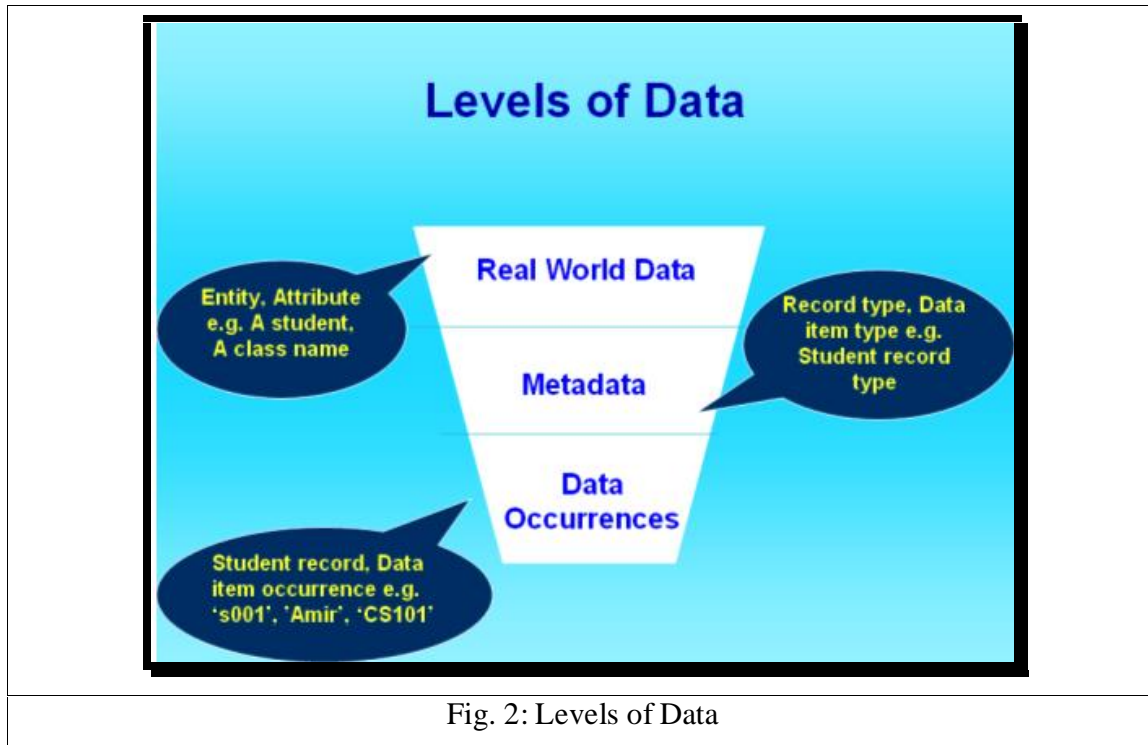 Levels of Data
Real World Data
Entity, Attribute
e.g. A student,
A class name
Record type, Data
item type e.g.
Student record
type
Metadata
Data
Occurrences
Student record, Data
item occurrence e.g.
‘s001’, ’Amir’, ‘CS101’
Fig. 2: Levels of Data